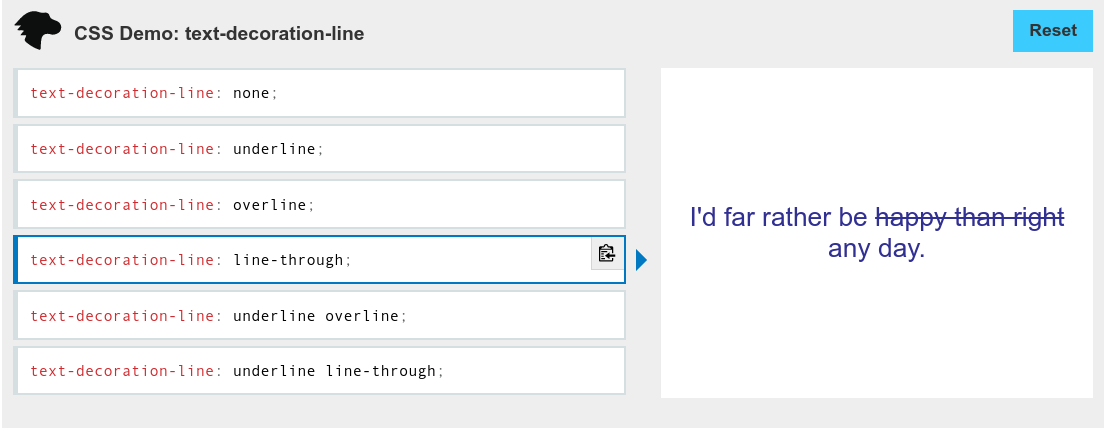 CSS Demo: text-decoration-line
Reset
text-decoration-line: none;
text-decoration-line: underline;
text-decoration-line: overline;
text-decoration-line: line-through;
text-decoration-line: underline overline;
text-decoration-line: underline line-through;
I'd far rather be happy than right
any day.